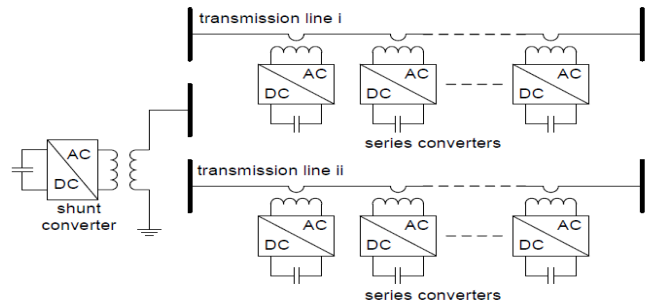 transmission line i
AC
DC
AC
DC
AC
DC
series converters
AC
DC
shunt
converter
transmission line ii
AC
DC
AC
DC
AC
DC
series converters